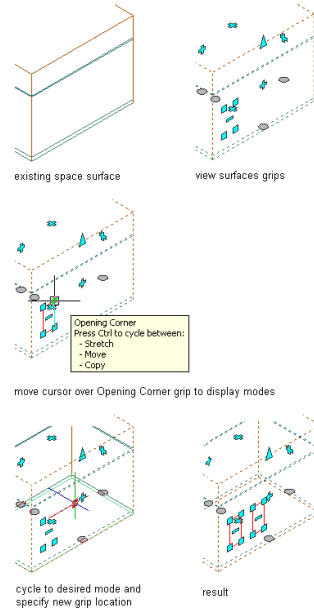 existing space surface
view surfaces grips
Opening Corner
Press Ctrl to cycle between:
- Stretch
- Move
- Copy
move cursor over Opening Corner grip to display modes
cycle to desired mode and
specify new grip location
result